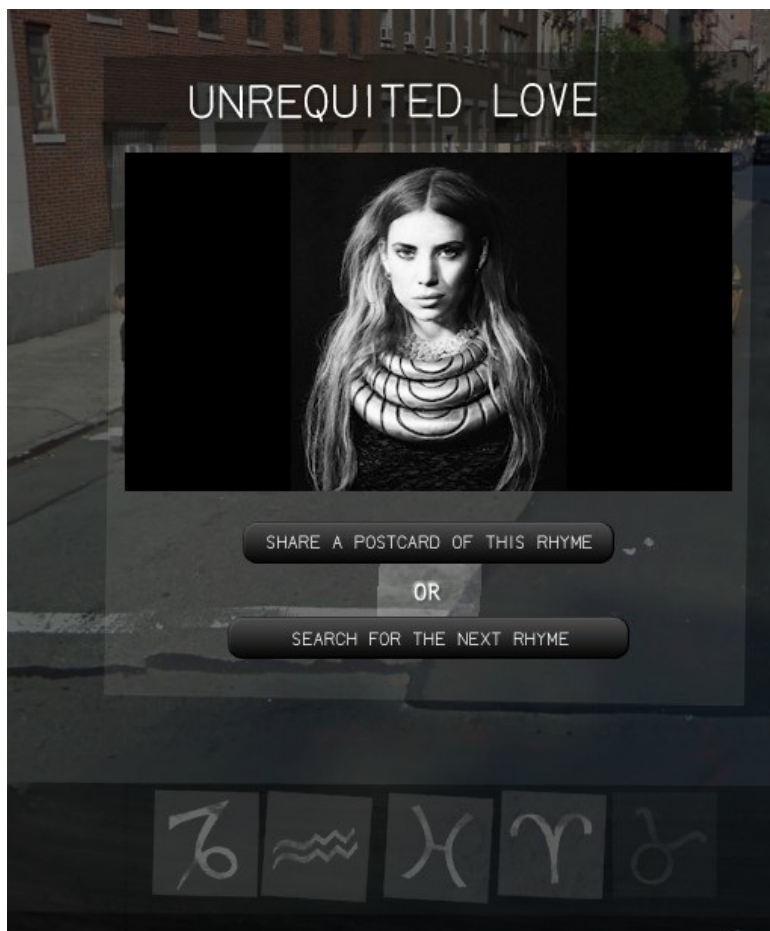 UNREQUITED LOVE
SHARE A POSTCARD OF THIS RHYME
OR
SEARCH FOR THE NEXT RHYME